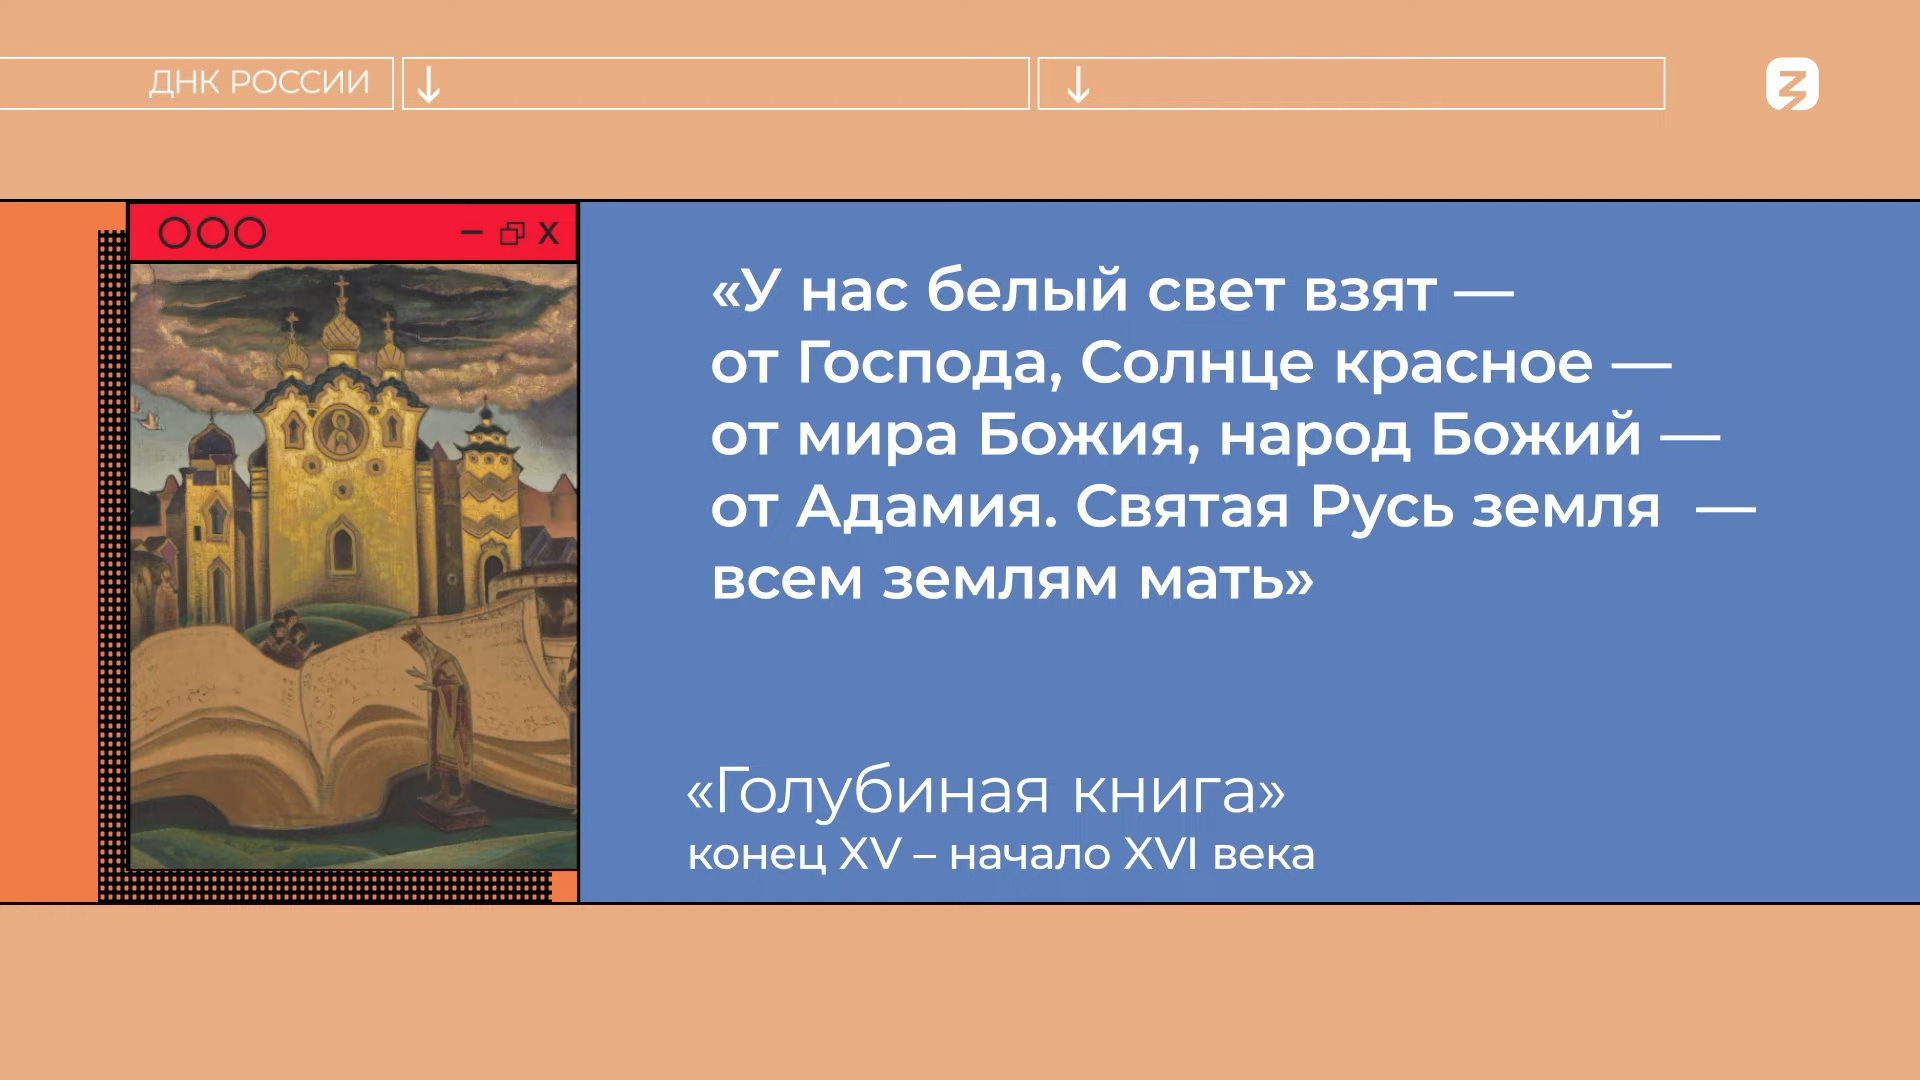 ДНК РОССИИ
«У нас белый свет взят —
от Господа, Солнце красное —
от мира Божия, народ Божий —
от Адамия. Святая Русь земля —
всем землям мать»
«Голубиная книга»
конец XV – начало XVI века